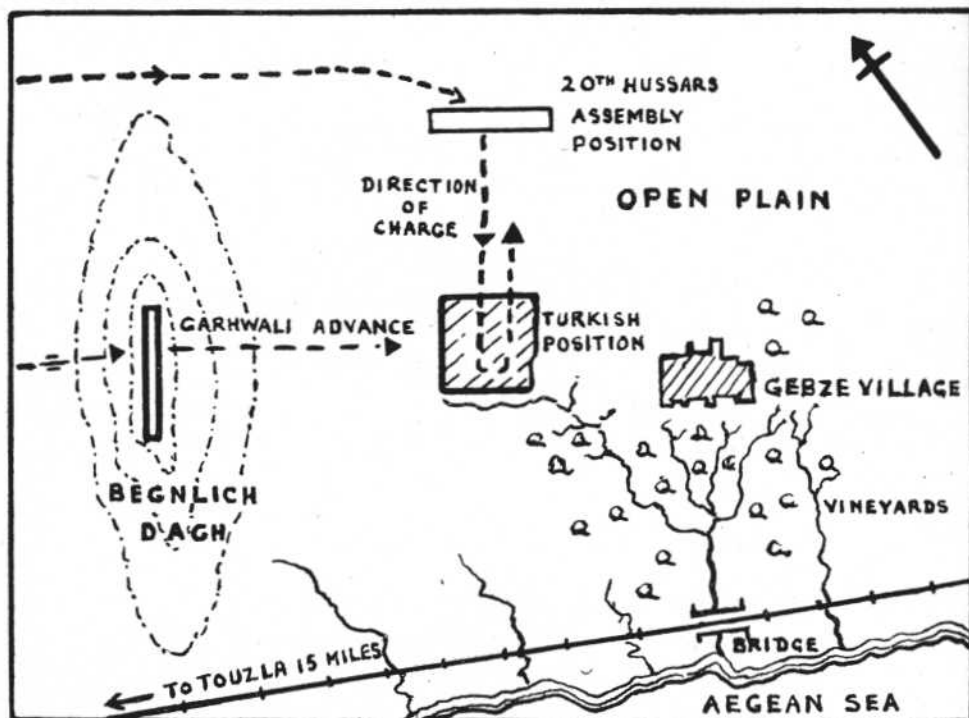 20TH HUSSARS
ASSEMBLY
POSITION
DIRECTION
OF
CHARGE
OPEN PLAIN
GARHWALI ADVANCE
TURKISH
POSITION
GEBZE VILLAGE
BEGNLICH
DAGH
VINEYARDS
BRIDGE
TO TOUZLA 15 MILES
AEGEAN SEA